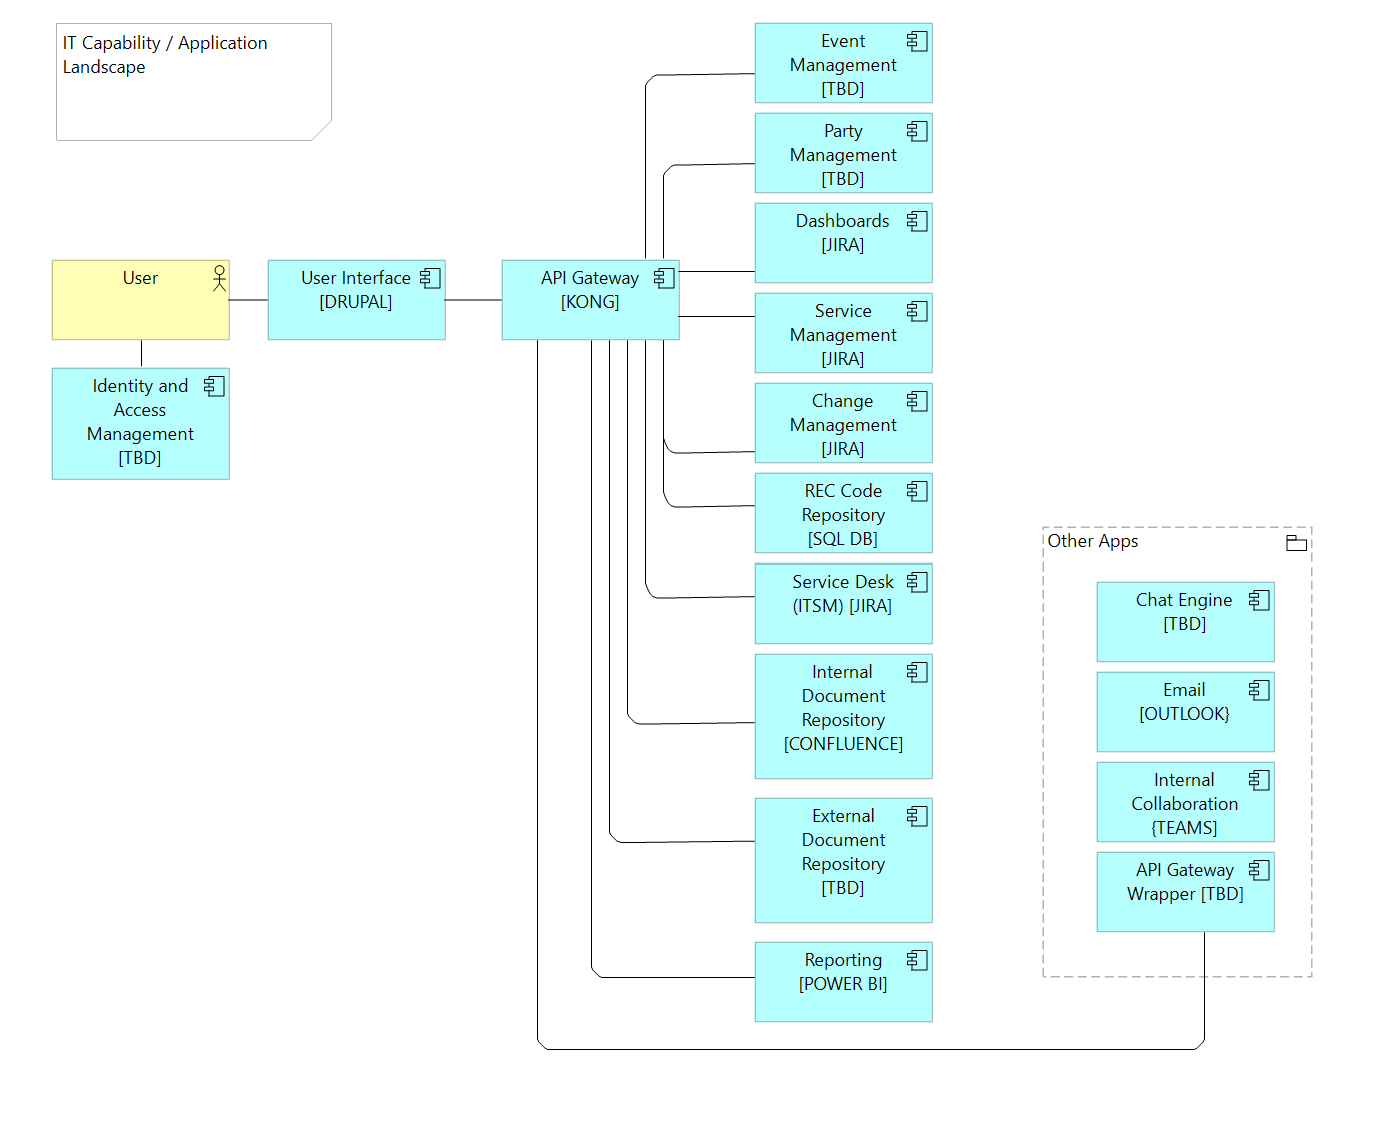 IT Capability / Application
Landscape
Event
Management
[TBD]
Party
Management
[TBD]
Dashboards
[JIRA]
User
User Interface
[DRUPAL]
API Gateway
[KONG]
Service
Management
[JIRA]
Identity and
Access
Management
[TBD]
Change
Management
[JIRA]
REC Code
Repository
[SQL DB]
Service Desk
(ITSM) [JIRA]
Internal
Document
Repository
[CONFLUENCE]
External
Document
Repository
[TBD]
Reporting
[POWER BI]
Other Apps
Chat Engine
[TBD]
Email
[OUTLOOK}
Internal
Collaboration
{TEAMS]
API Gateway
Wrapper [TBD]